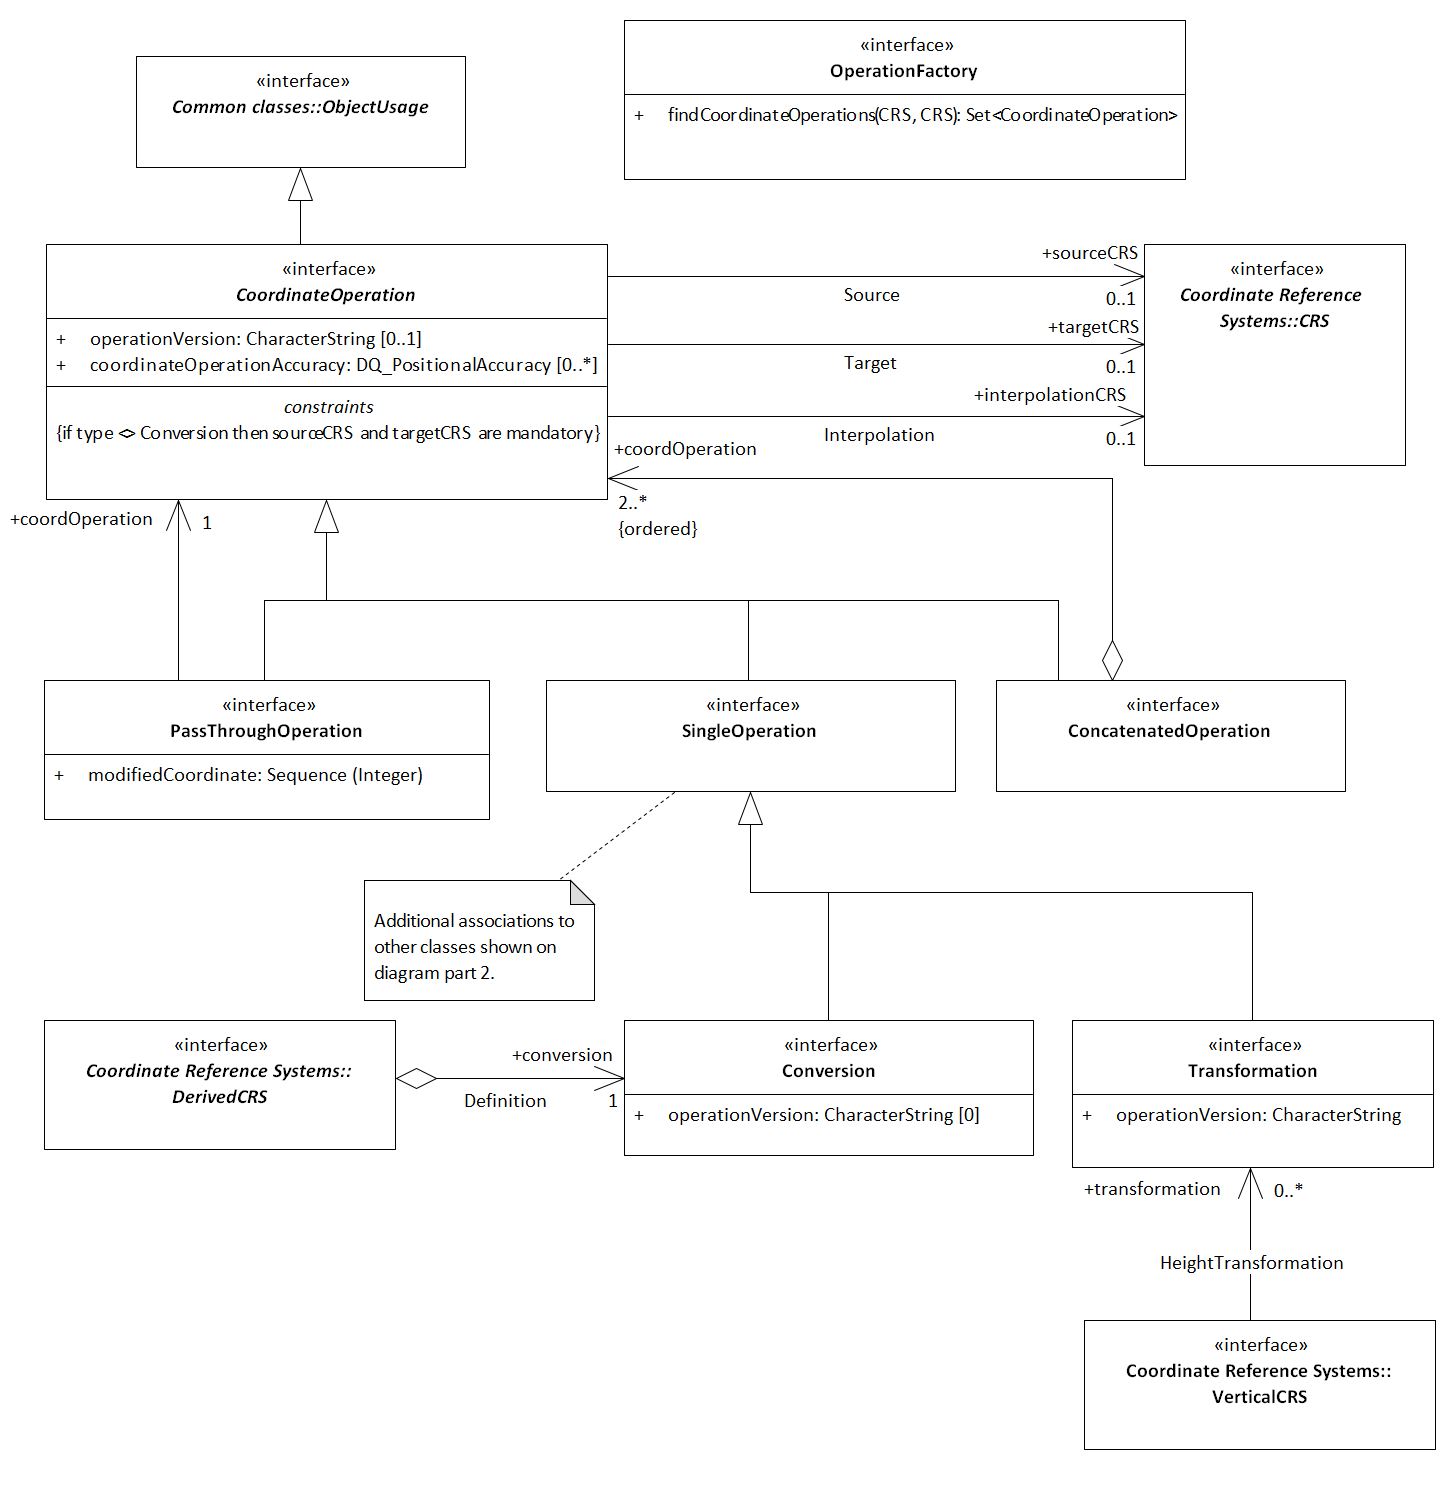 «interface»
OperationFactory
+ findCoordinateOperations(CRS, CRS): Set<CoordinateOperation>
«interface»
Common classes::ObjectUsage
«interface»
CoordinateOperation
+ operationVersion: CharacterString [0..1]
+ coordinateOperationAccuracy: DQ_PositionalAccuracy [0..*]
constraints
{if type <> Conversion then sourceCRS and targetCRS are mandatory}
+sourceCRS
Source
0..1
+targetCRS
Target
0..1
+interpolationCRS
Interpolation
0..1
«interface»
Coordinate Reference
Systems::CRS
+coordOperation
2..*
{ordered}
+coordOperation
1
«interface»
PassThroughOperation
+ modifiedCoordinate: Sequence (Integer)
«interface»
SingleOperation
«interface»
ConcatenatedOperation
Additional associations to
other classes shown on
diagram part 2.
«interface»
Coordinate Reference Systems::
DerivedCRS
+conversion
Definition
1
«interface»
Conversion
+ operationVersion: CharacterString [0]
«interface»
Transformation
+ operationVersion: CharacterString
+transformation
0..*
HeightTransformation
«interface»
Coordinate Reference Systems::
VerticalCRS